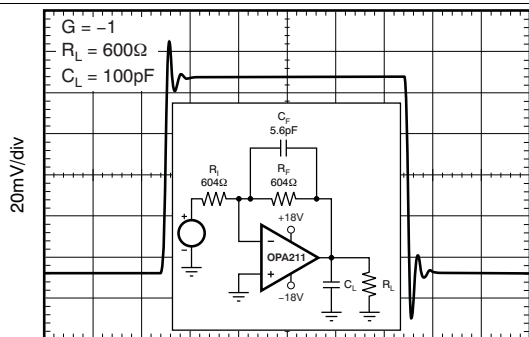 G = −1
R_L = 600Ω
C_L = 100pF
20mV/div
C_F
5.6pF
R_I
604Ω
R_F
604Ω
+18V
OPA211
−18V
C_L
R_L
+
−
−
+